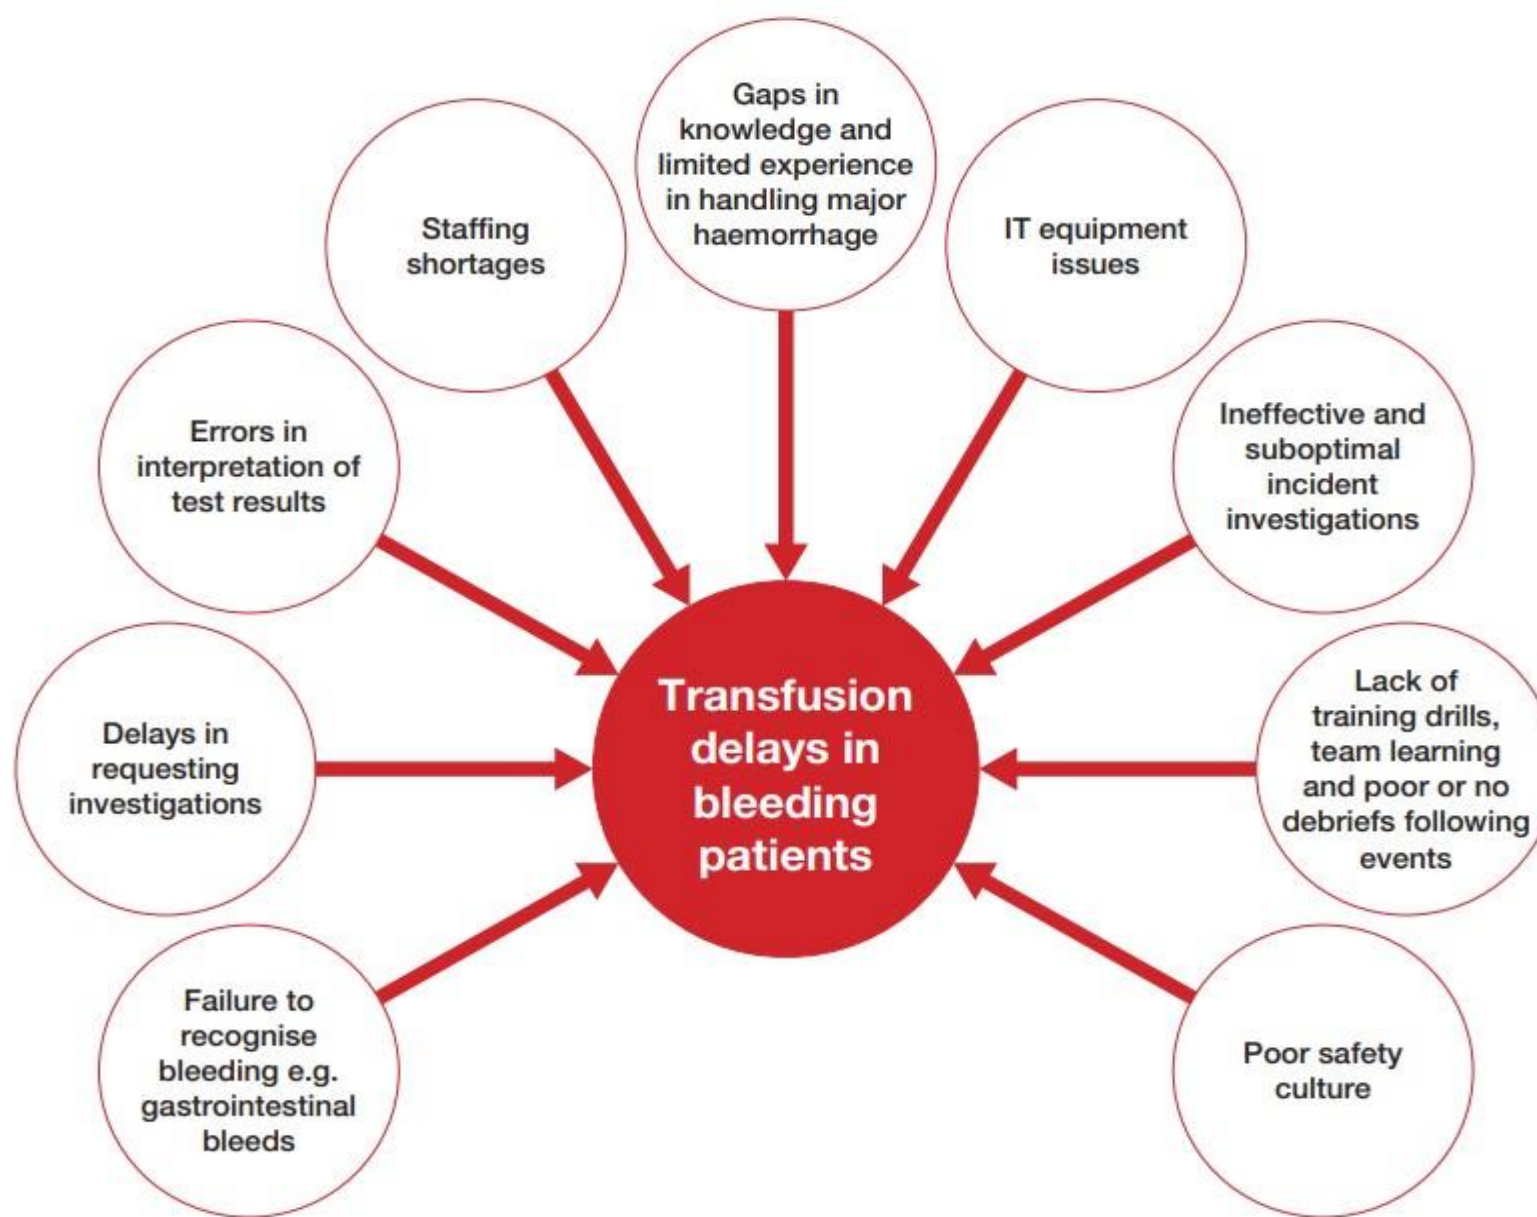 Gaps in
knowledge and
limited experience
in handling major
haemorrhage
Staffing
shortages
IT equipment
issues
Errors in
interpretation of
test results
Ineffective and
suboptimal
incident
investigations
Delays in
requesting
investigations
Transfusion
delays in
bleeding
patients
Lack of
training drills,
team learning
and poor or no
debriefs following
events
Failure to
recognise
bleeding e.g.
gastrointestinal
bleeds
Poor safety
culture